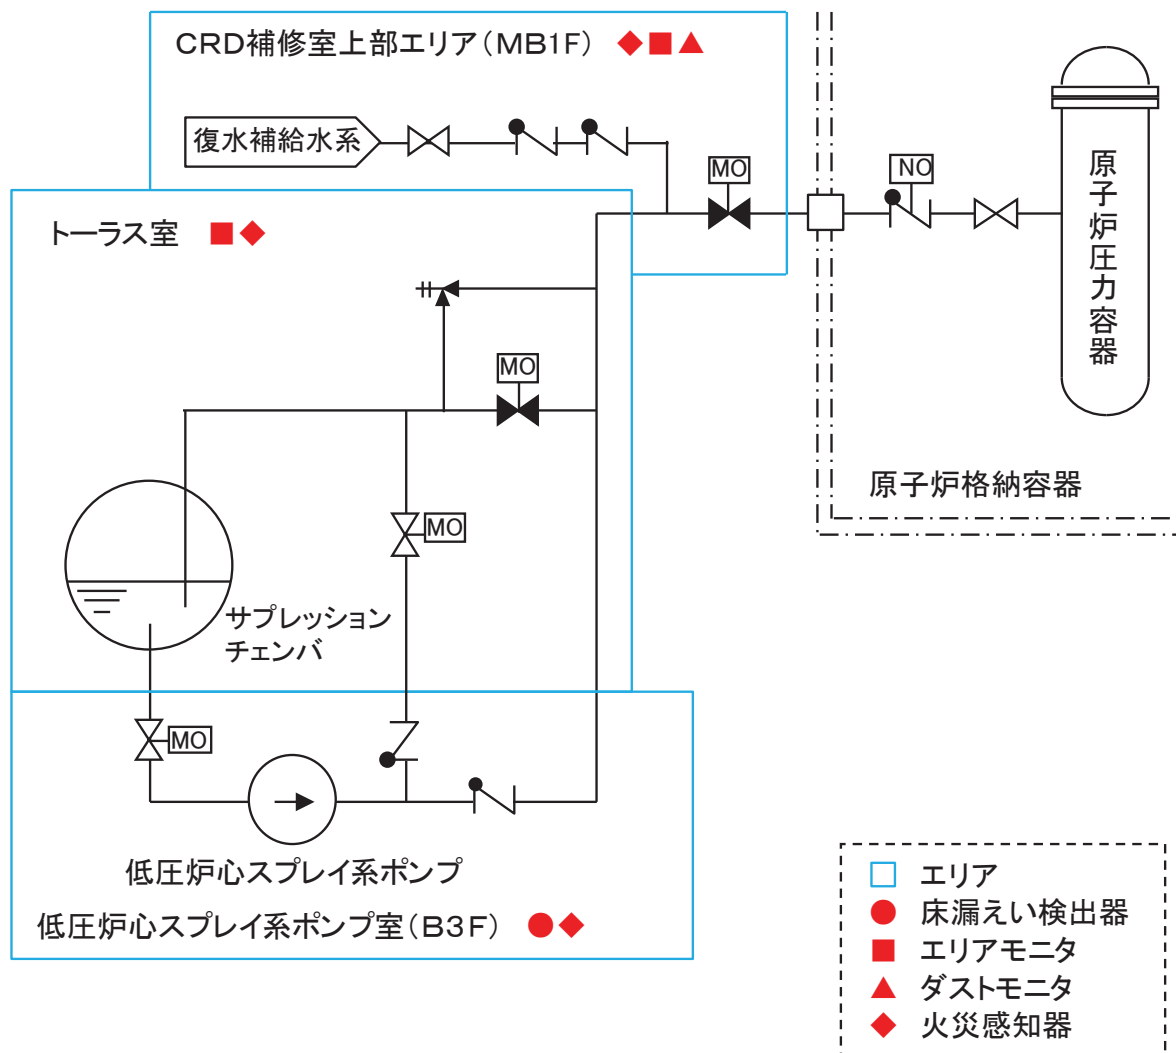 CRD補修室上部エリア(MB1F)
復水補給水系
MO
NO
原子炉圧力容器
トーラス室
MO
原子炉格納容器
MO
サプレッション
チェンバ
MO
低圧炉心スプレイ系ポンプ
低圧炉心スプレイ系ポンプ室(B3F)
エリア
床漏えい検出器
エリアモニタ
ダストモニタ
火災感知器